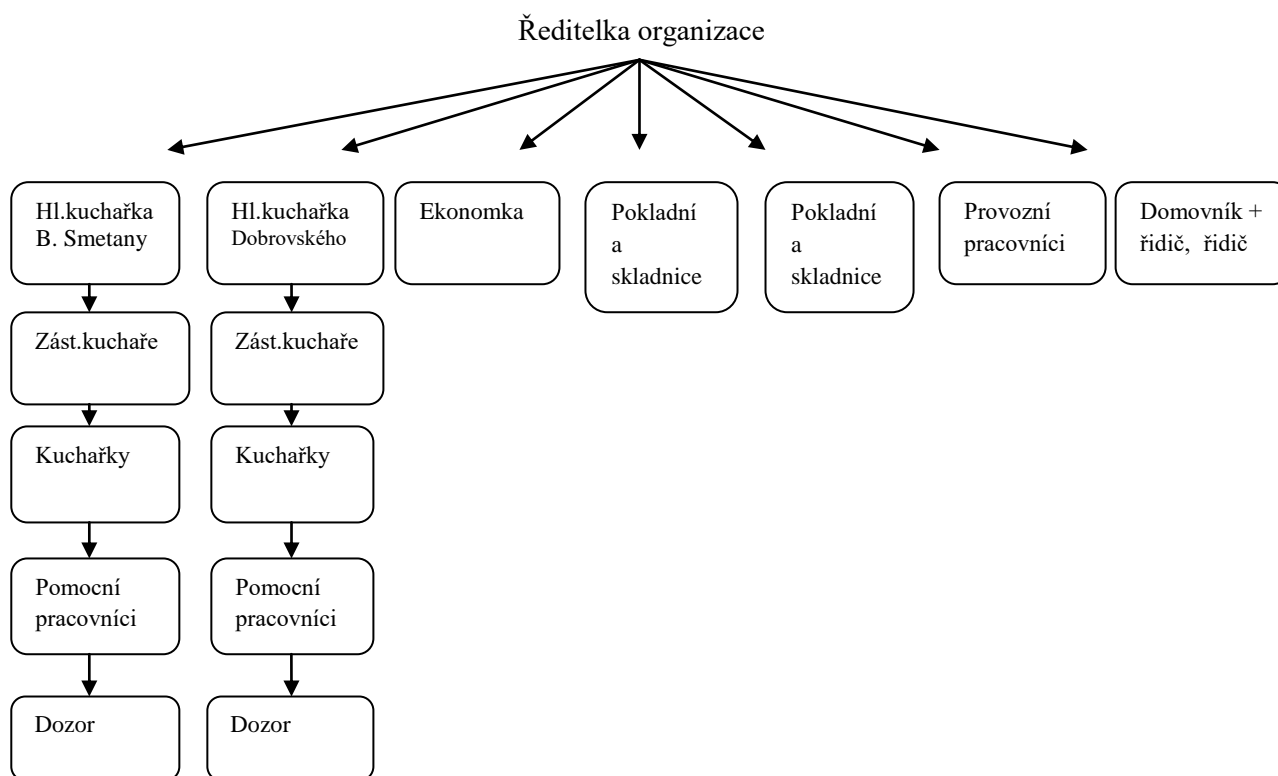 Ředitelka organizace
Hl.kuchařka
B. Smetany
Hl.kuchařka
Dobrovského
Ekonomka
Pokladní
a
skladnice
Pokladní
a
skladnice
Provozní
pracovníci
Domovník +
řidič, řidič
Zást.kuchaře
Zást.kuchaře
Kuchařky
Kuchařky
Pomocní
pracovníci
Pomocní
pracovníci
Dozor
Dozor